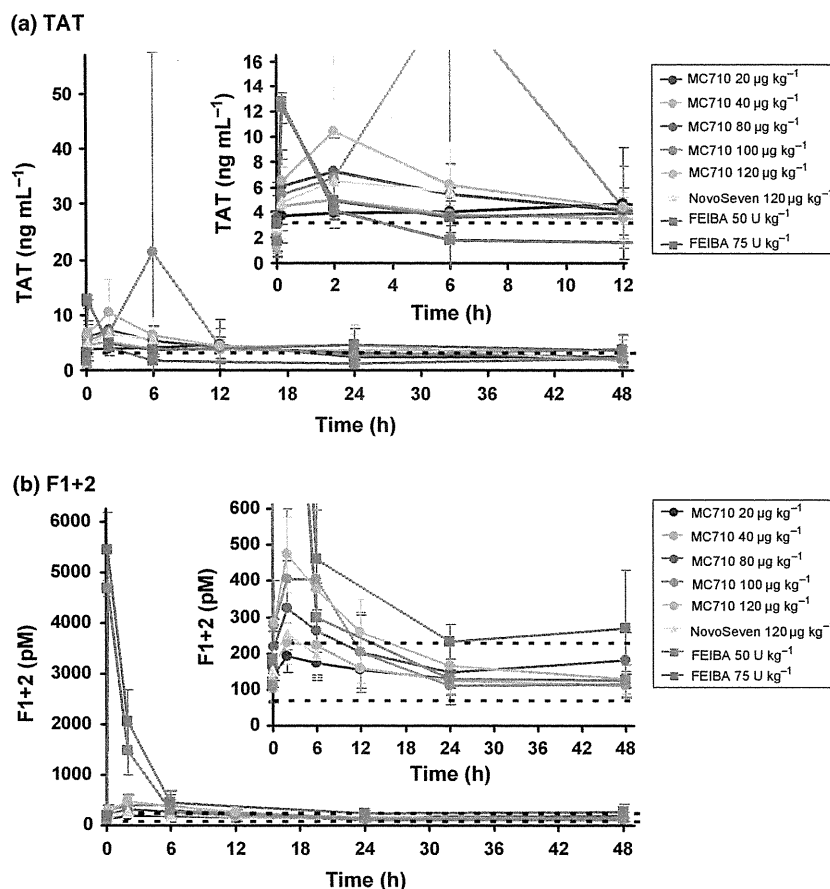 (a) TAT
TAT (ng mL⁻¹)
50
40
30
20
10
0
0 6 12 18 24 30 36 42 48
Time (h)
TAT (ng mL⁻¹)
16
14
12
10
8
6
4
2
0
0 2 4 6 8 10 12
Time (h)
MC710 20 µg kg⁻¹
MC710 40 µg kg⁻¹
MC710 80 µg kg⁻¹
MC710 100 µg kg⁻¹
MC710 120 µg kg⁻¹
NovoSeven 120 µg kg⁻¹
FEIBA 50 U kg⁻¹
FEIBA 75 U kg⁻¹
(b) F1+2
F1+2 (pM)
6000
5000
4000
3000
2000
1000
0
0 6 12 18 24 30 36 42 48
Time (h)
F1+2 (pM)
600
500
400
300
200
100
0
0 6 12 18 24 30 36 42 48
Time (h)
MC710 20 µg kg⁻¹
MC710 40 µg kg⁻¹
MC710 80 µg kg⁻¹
MC710 100 µg kg⁻¹
MC710 120 µg kg⁻¹
NovoSeven 120 µg kg⁻¹
FEIBA 50 U kg⁻¹
FEIBA 75 U kg⁻¹